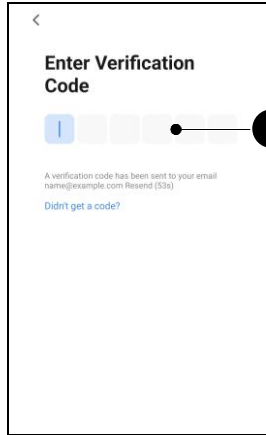 Enter Verification
Code
A verification code has been sent to your email
name@example.com Resend (53s)
Didn't get a code?